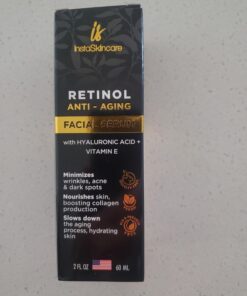 is
InstaSkincare
RETINOL
ANTI - AGING
FACIAL SERUM
with HYALURONIC ACID +
VITAMIN E
Minimizes
wrinkles, acne
& dark spots
Nourishes skin,
boosting collagen
production
Slows down
the aging
process, hydrating
skin
2 FL OZ 60 ML